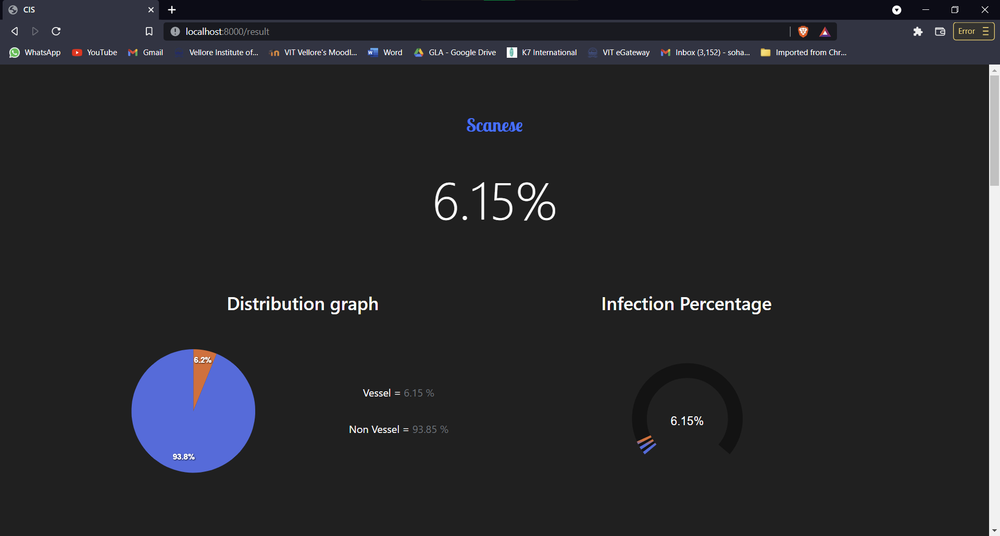 CIS
localhost:8000/result
Error
WhatsApp YouTube Gmail Vellore Institute of... VIT Vellore's Moodl... Word GLA - Google Drive K7 International VIT eGateway Inbox (3,152) - soha... Imported from Chr...
Scanese
6.15%
Distribution graph
6.2%
93.8%
Vessel = 6.15 %
Non Vessel = 93.85 %
Infection Percentage
6.15%